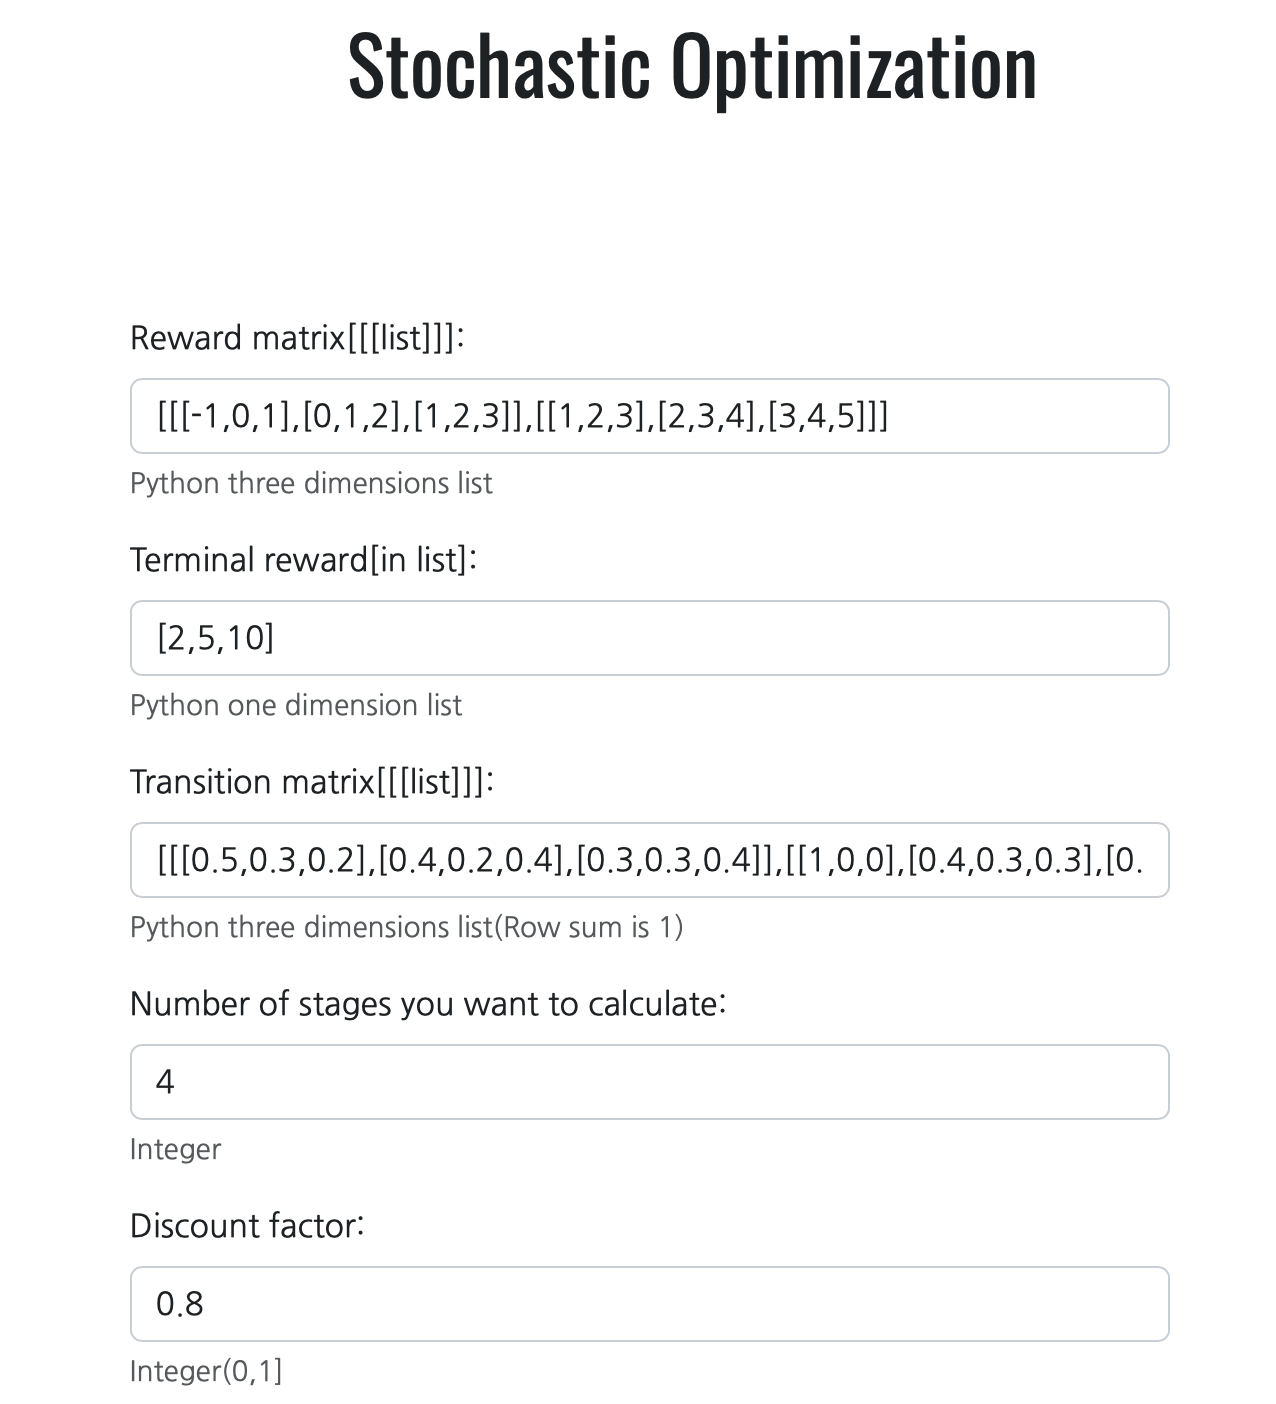 Stochastic Optimization
Reward matrix[[[list]]]:
[[[-1,0,1],[0,1,2],[1,2,3]],[[1,2,3],[2,3,4],[3,4,5]]]
Python three dimensions list
Terminal reward[in list]:
[2,5,10]
Python one dimension list
Transition matrix[[[list]]]:
[[[0.5,0.3,0.2],[0.4,0.2,0.4],[0.3,0.3,0.4]],[[1,0,0],[0.4,0.3,0.3],[0.
Python three dimensions list(Row sum is 1)
Number of stages you want to calculate:
4
Integer
Discount factor:
0.8
Integer(0,1]